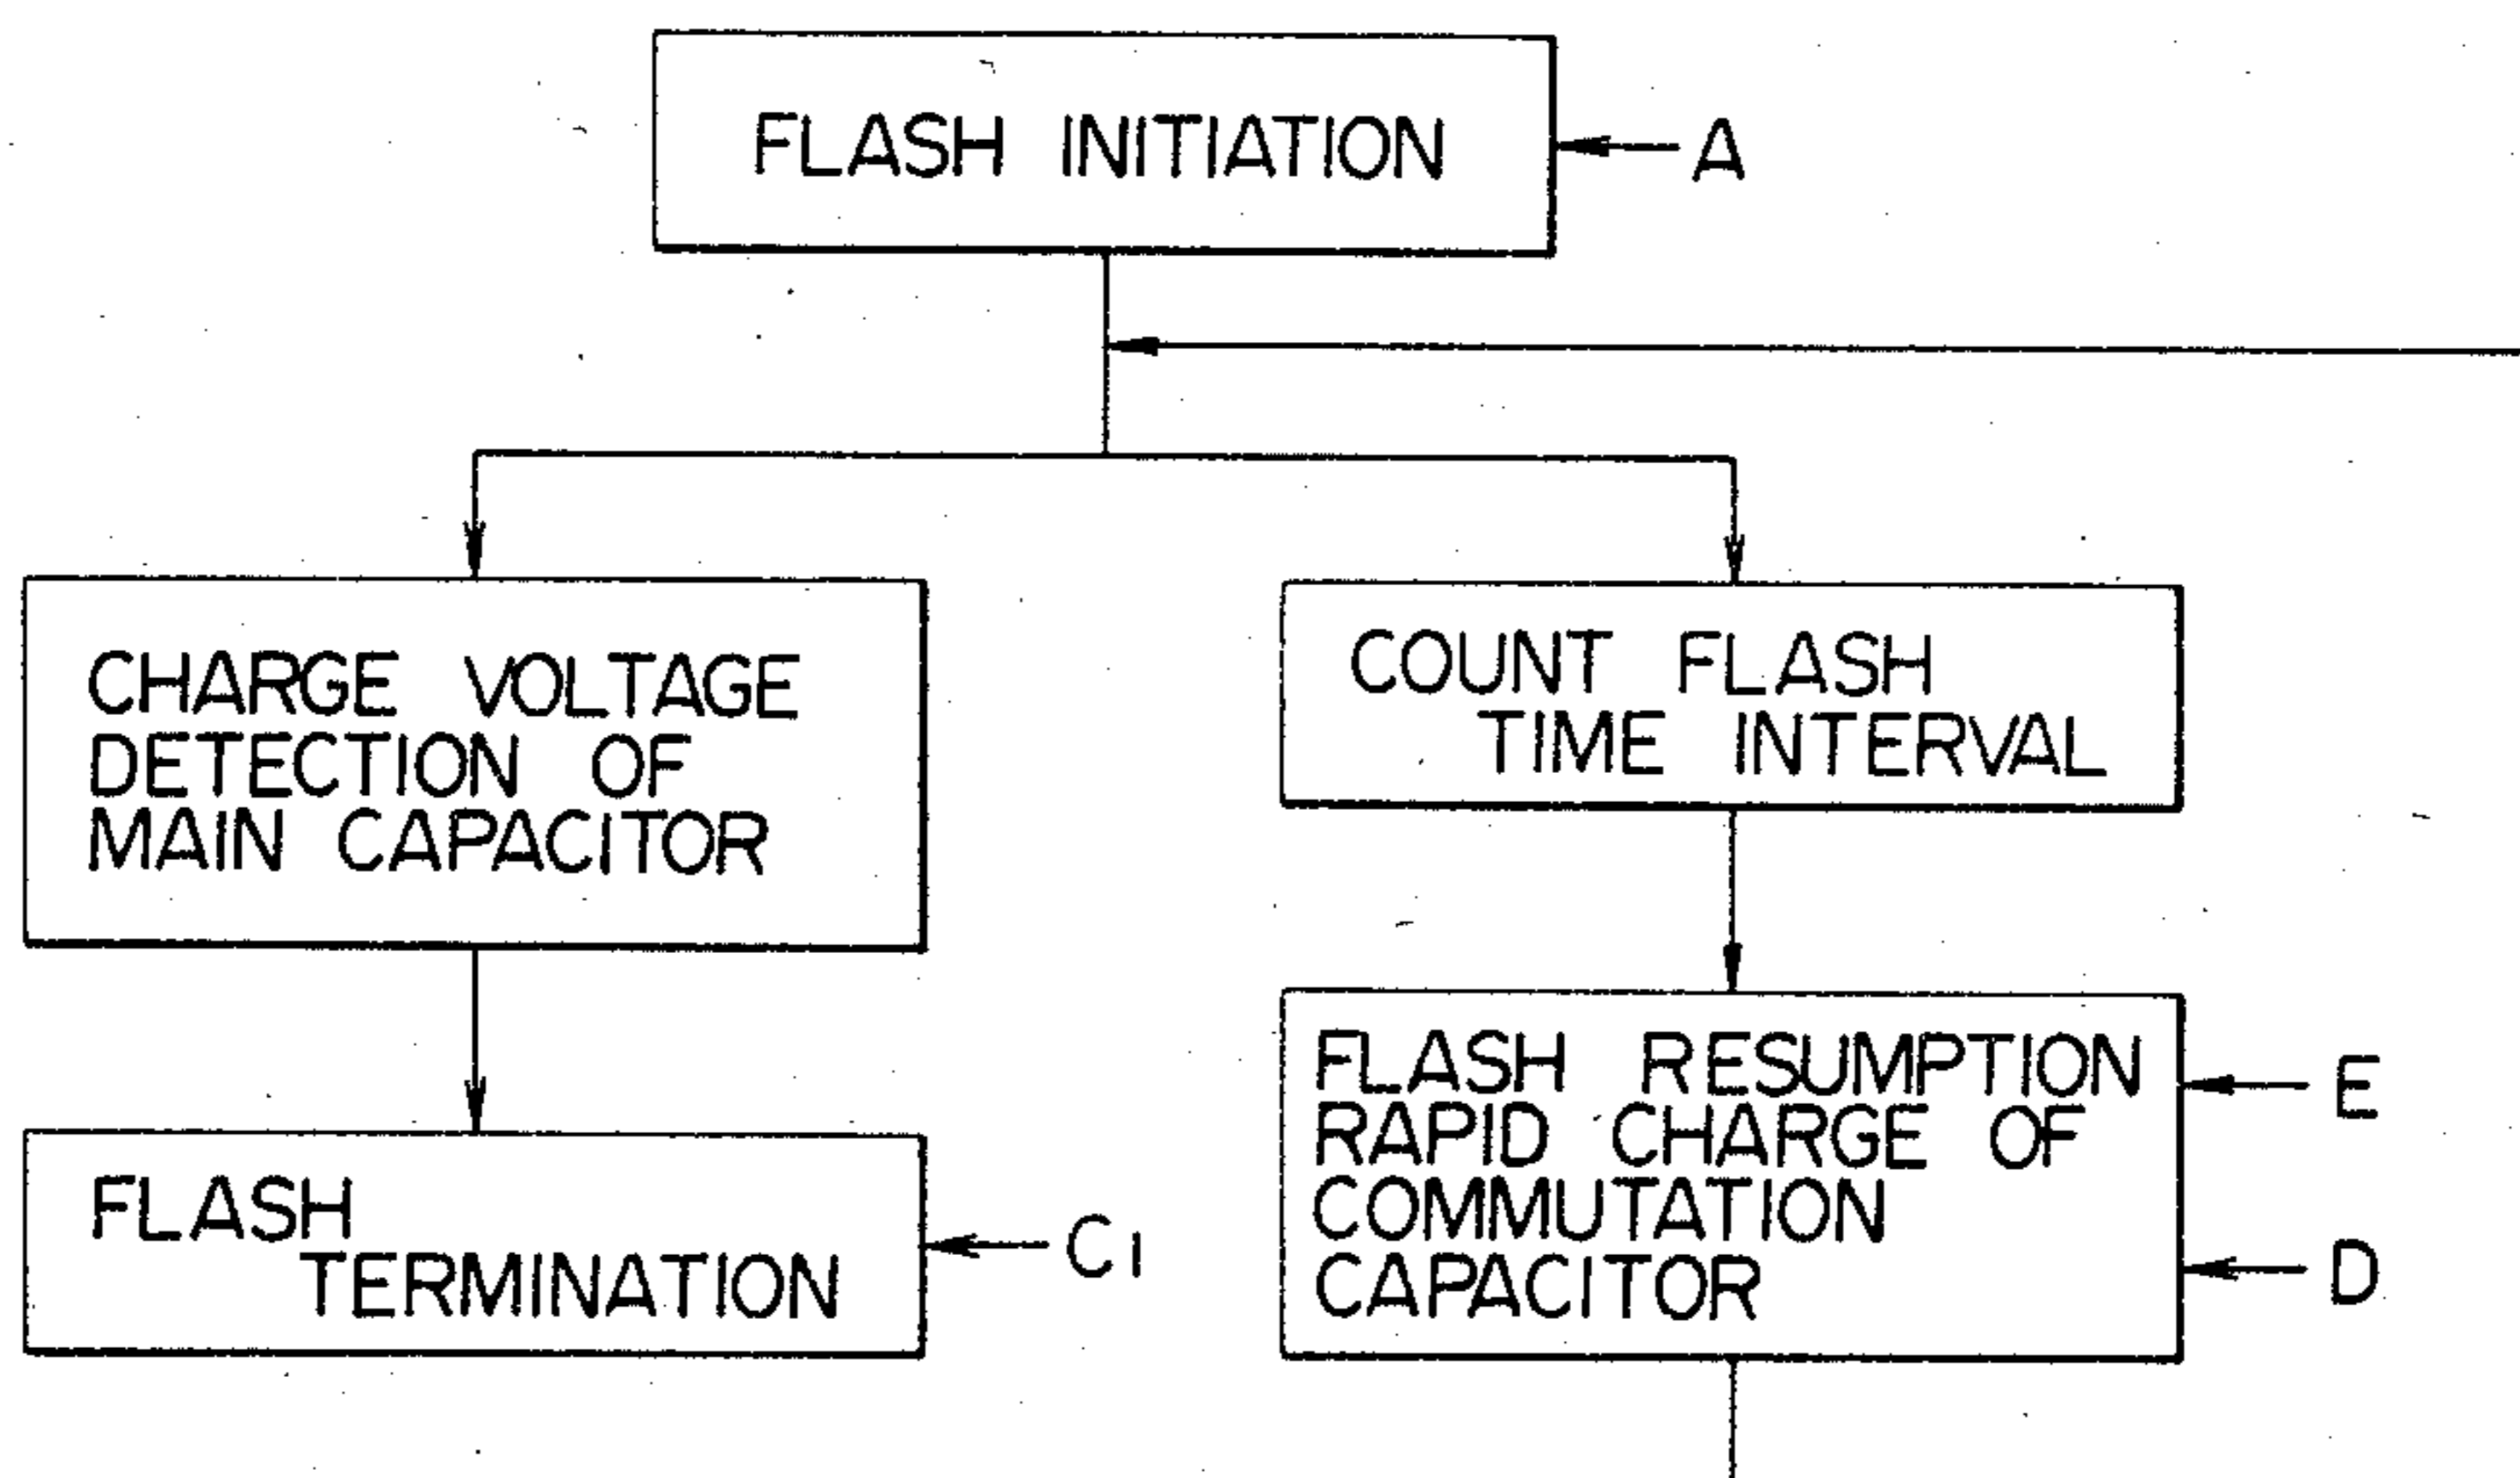 FLASH INITIATION
A
CHARGE VOLTAGE
DETECTION OF
MAIN CAPACITOR
COUNT FLASH
TIME INTERVAL
FLASH
TERMINATION
C1
FLASH RESUMPTION
RAPID CHARGE OF
COMMUTATION
CAPACITOR
E
D